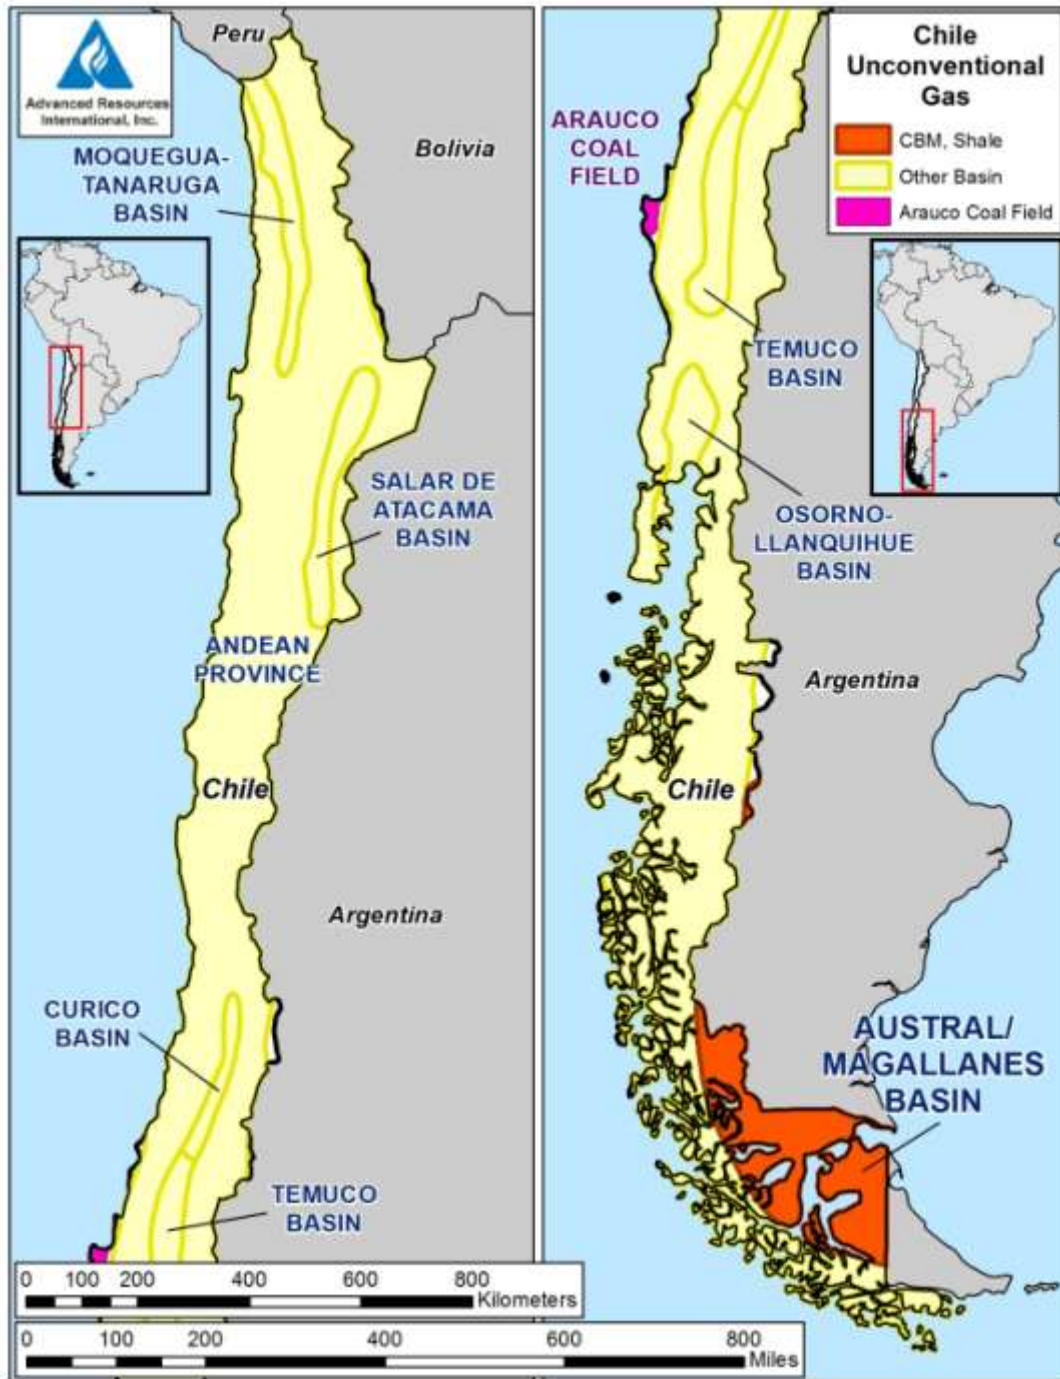 Advanced Resources
International, Inc.
Peru
Bolivia
MOQUEGUA-
TANARUGA
BASIN
SALAR DE
ATACAMA
BASIN
ANDEAN
PROVINCE
Chile
Argentina
CURICO
BASIN
TEMUCO
BASIN
0 100 200 400 600 800
Kilometers
0 100 200 400 600 800
Miles
Chile
Unconventional
Gas
CBM, Shale
Other Basin
Arauco Coal Field
ARAUCO
COAL
FIELD
TEMUCO
BASIN
OSORNO-
LLANQUIHUE
BASIN
Argentina
Chile
AUSTRAL/
MAGALLANES
BASIN